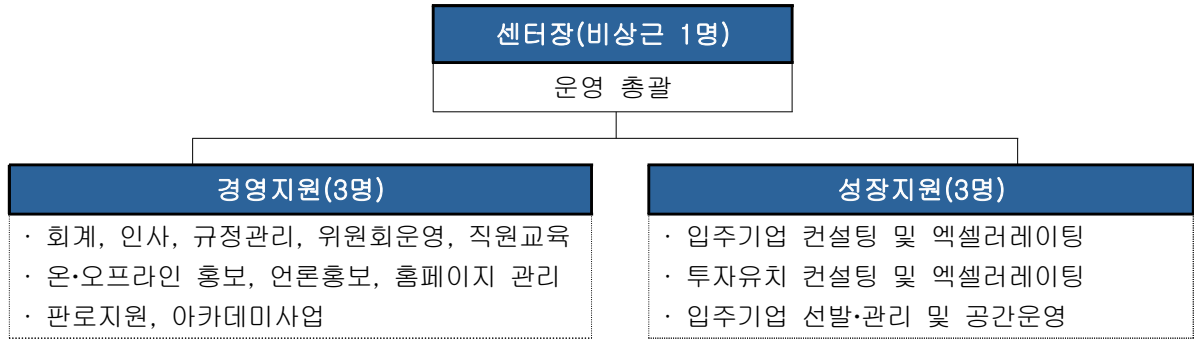 센터장(비상근 1명)
운영 총괄
경영지원(3명)
· 회계, 인사, 규정관리, 위원회운영, 직원교육
· 온•오프라인 홍보, 언론홍보, 홈페이지 관리
· 판로지원, 아카데미사업
성장지원(3명)
· 입주기업 컨설팅 및 엑셀러레이팅
· 투자유치 컨설팅 및 엑셀러레이팅
· 입주기업 선발•관리 및 공간운영